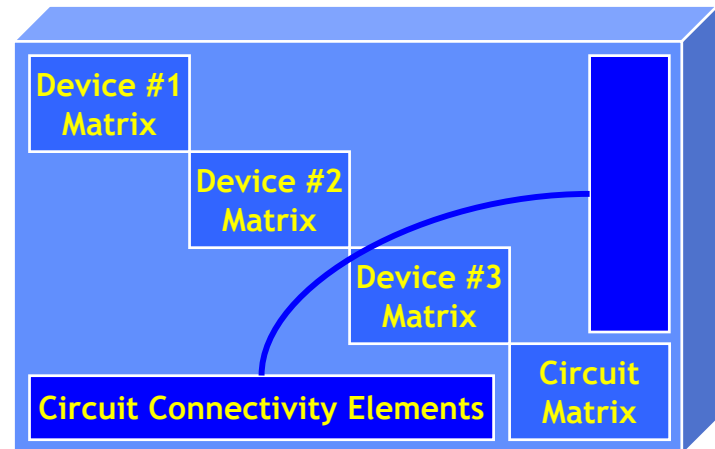 Device #1
Matrix
Device #2
Matrix
Device #3
Matrix
Circuit
Matrix
Circuit Connectivity Elements